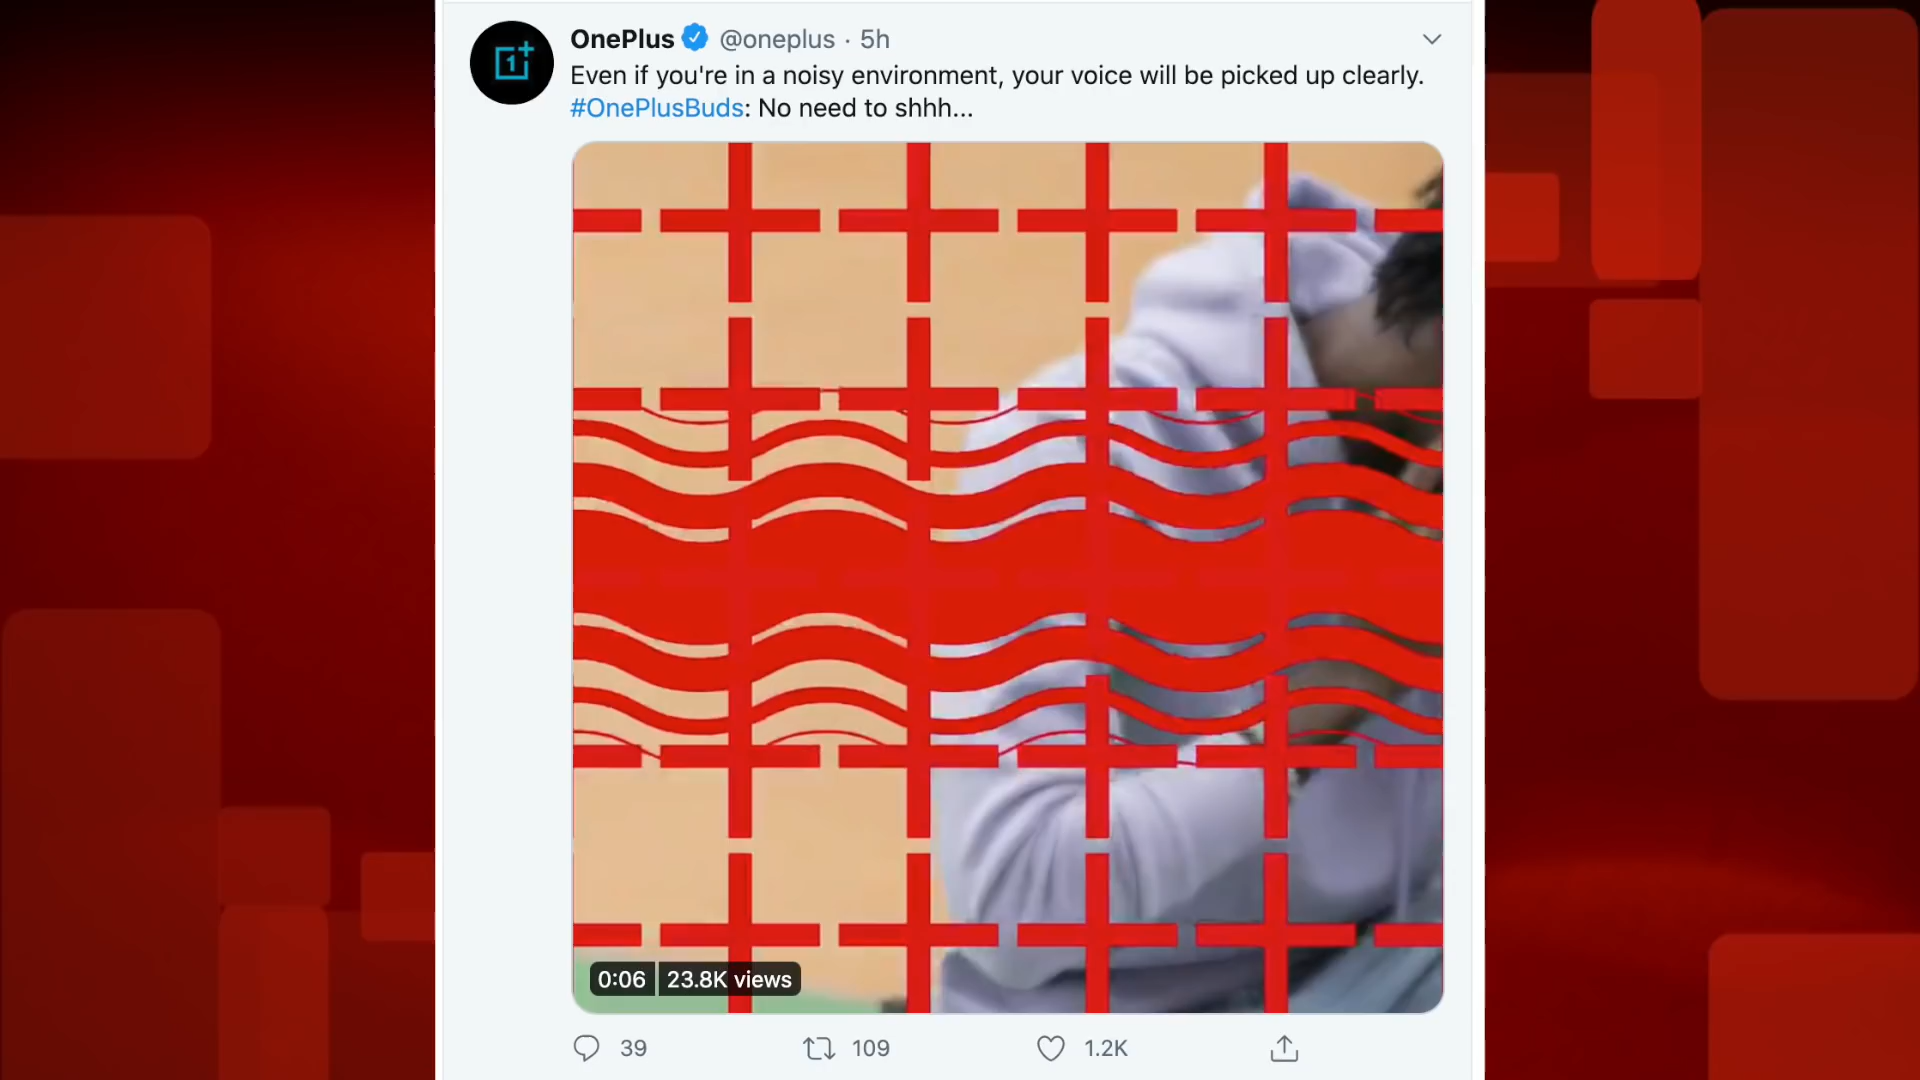 OnePlus @oneplus · 5h
Even if you're in a noisy environment, your voice will be picked up clearly.
#OnePlusBuds: No need to shhh...
0:06 23.8K views
39 109 1.2K